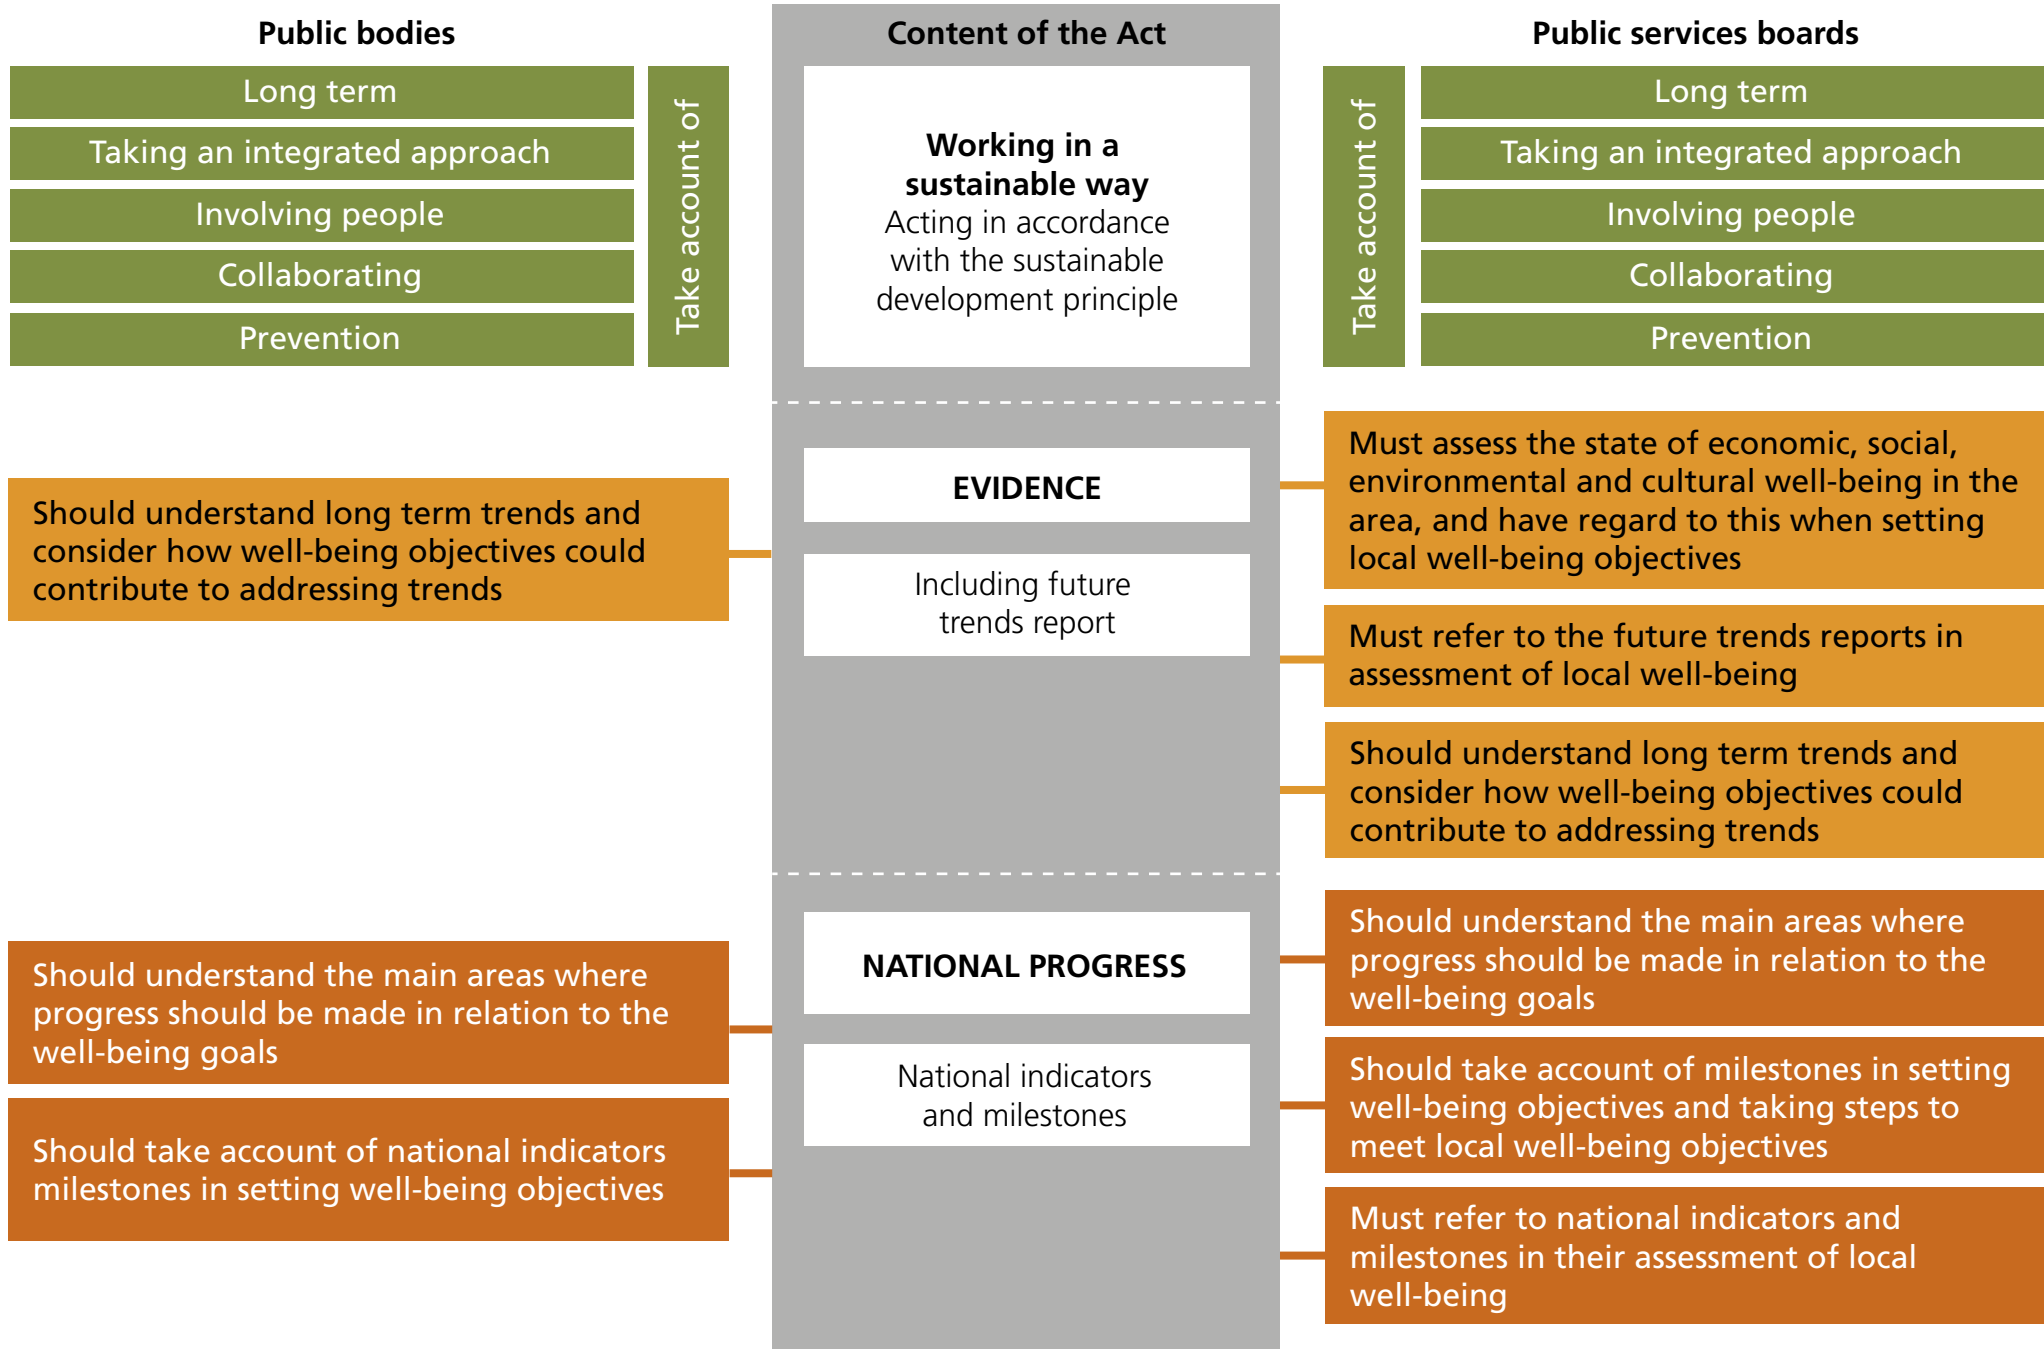 Public bodies
Long term
Taking an integrated approach
Involving people
Collaborating
Prevention
Take account of
Should understand long term trends and
consider how well-being objectives could
contribute to addressing trends
Should understand the main areas where
progress should be made in relation to the
well-being goals
Should take account of national indicators
milestones in setting well-being objectives
Content of the Act
Working in a
sustainable way
Acting in accordance
with the sustainable
development principle
EVIDENCE
Including future
trends report
NATIONAL PROGRESS
National indicators
and milestones
Public services boards
Take account of
Long term
Taking an integrated approach
Involving people
Collaborating
Prevention
Must assess the state of economic, social,
environmental and cultural well-being in the
area, and have regard to this when setting
local well-being objectives
Must refer to the future trends reports in
assessment of local well-being
Should understand long term trends and
consider how well-being objectives could
contribute to addressing trends
Should understand the main areas where
progress should be made in relation to the
well-being goals
Should take account of milestones in setting
well-being objectives and taking steps to
meet local well-being objectives
Must refer to national indicators and
milestones in their assessment of local
well-being